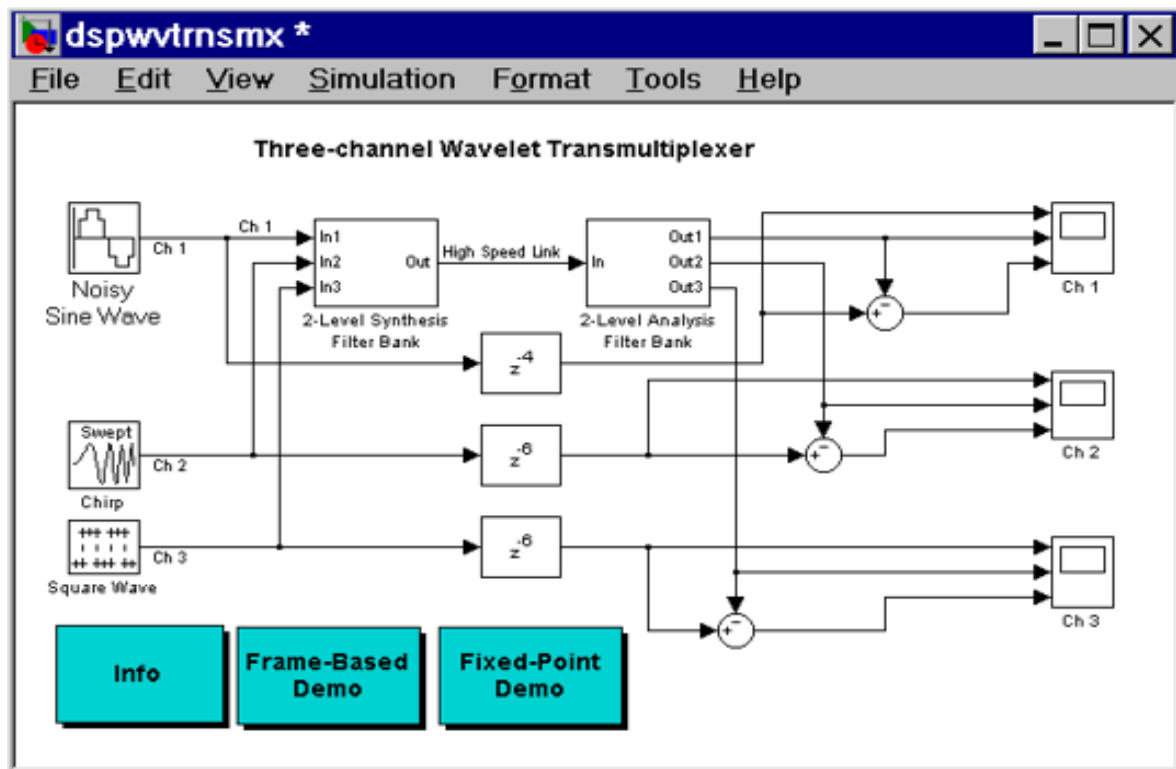 dspwvtrnsmx *
File Edit View Simulation Format Tools Help
Three-channel Wavelet Transmultiplexer
Ch 1
Ch 1
Noisy
Sine Wave
In1
In2
In3
Out
2-Level Synthesis
Filter Bank
High Speed Link
In
Out1
Out2
Out3
2-Level Analysis
Filter Bank
+ -
Ch 1
z-4
Swept
Ch 2
Chirp
z-6
+ -
Ch 2
Ch 3
Square Wave
z-6
+ -
Ch 3
Info
Frame-Based
Demo
Fixed-Point
Demo